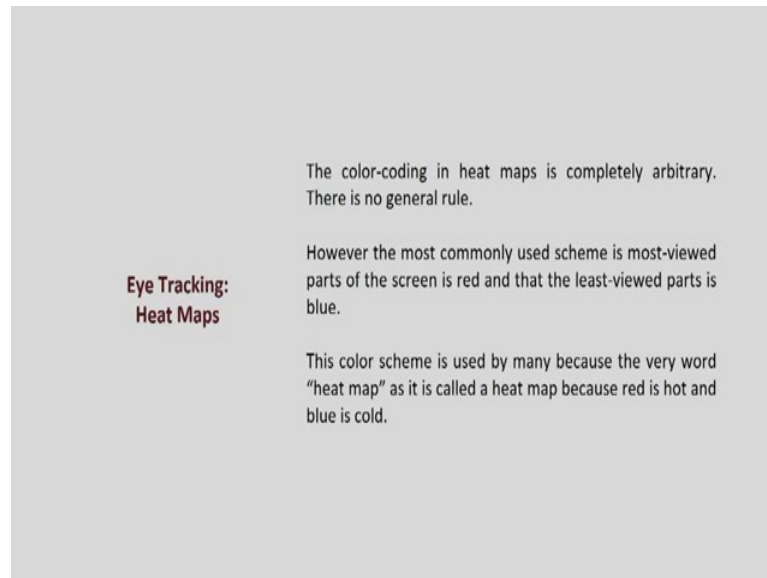 Eye Tracking:
Heat Maps
The color-coding in heat maps is completely arbitrary.
There is no general rule.
However the most commonly used scheme is most-viewed
parts of the screen is red and that the least-viewed parts is
blue.
This color scheme is used by many because the very word
“heat map” as it is called a heat map because red is hot and
blue is cold.